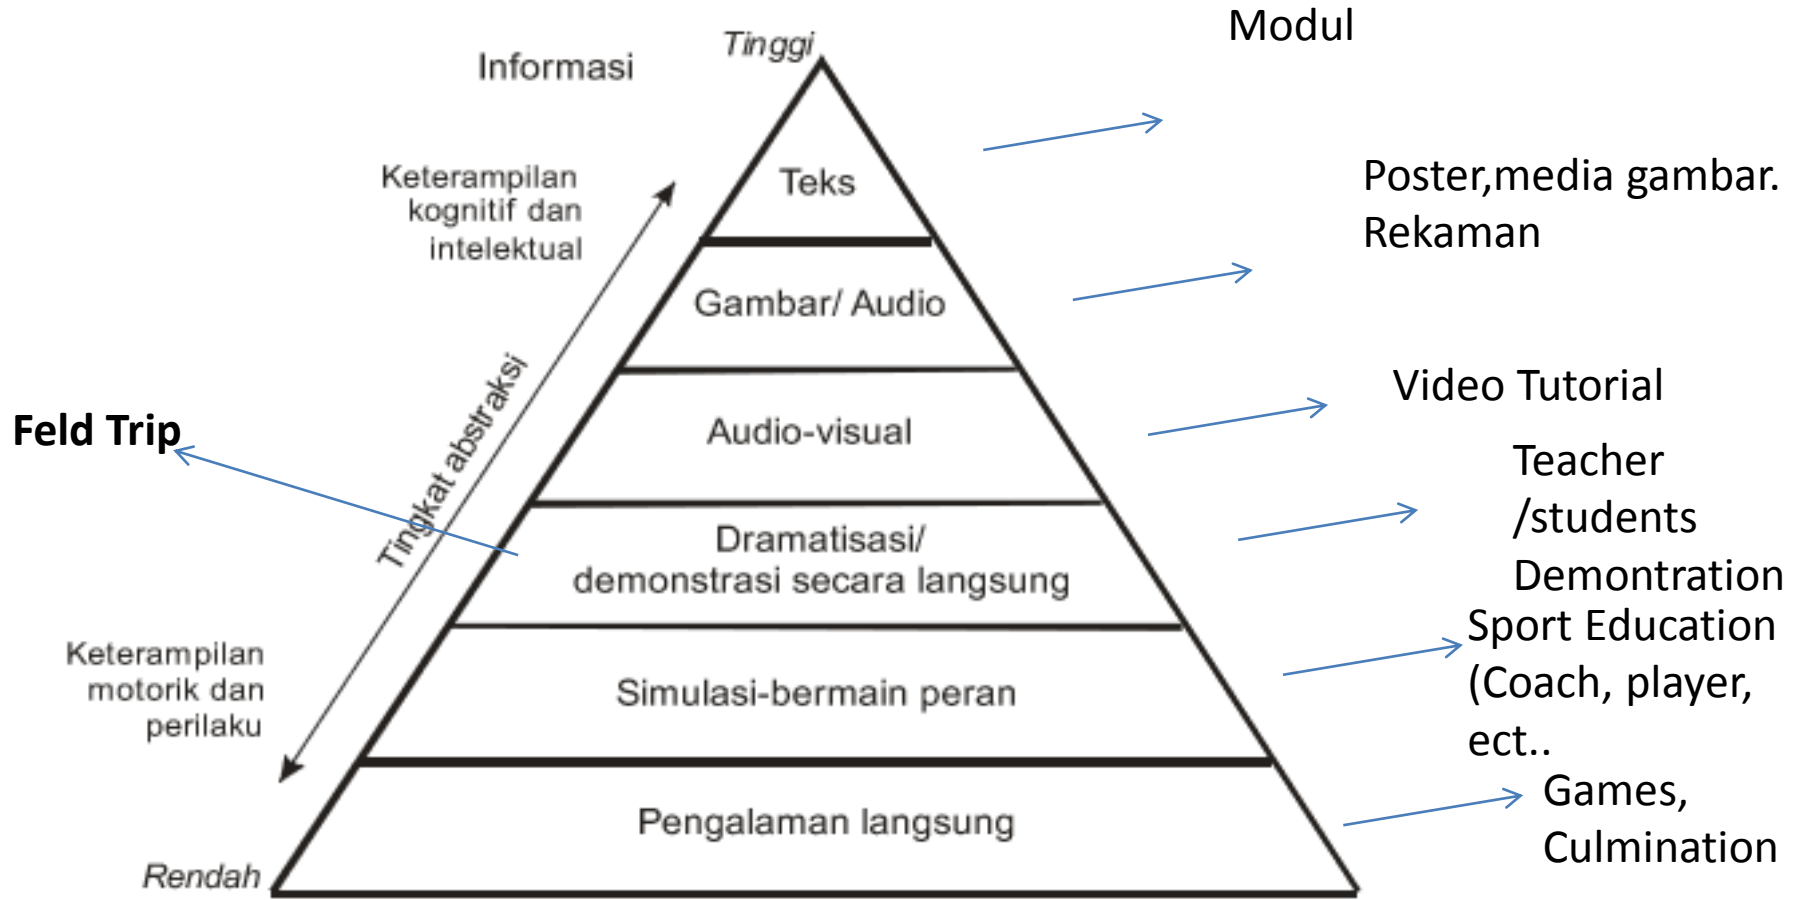 Modul
Tinggi
Informasi
Teks
Keterampilan
kognitif dan
intelektual
Poster,media gambar.
Rekaman
Gambar/ Audio
Tingkat abstraksi
Video Tutorial
Audio-visual
Feld Trip
Teacher
/students
Demontration
Dramatisasi/
demonstrasi secara langsung
Sport Education
(Coach, player,
ect..
Keterampilan
motorik dan
perilaku
Simulasi-bermain peran
Games,
Culmination
Pengalaman langsung
Rendah